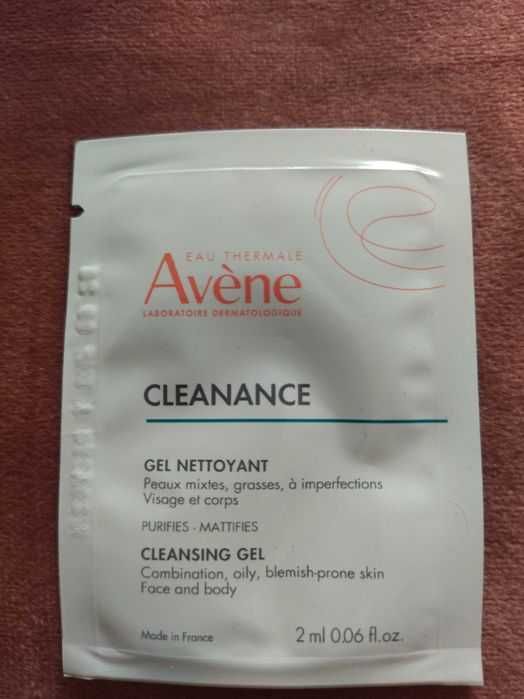 EAU THERMALE
Avène
LABORATOIRE DERMATOLOGIQUE
CLEANANCE
GEL NETTOYANT
Peaux mixtes, grasses, à imperfections
Visage et corps
PURIFIES - MATTIFIES
CLEANSING GEL
Combination, oily, blemish-prone skin
Face and body
Made in France
2 ml 0.06 fl.oz.